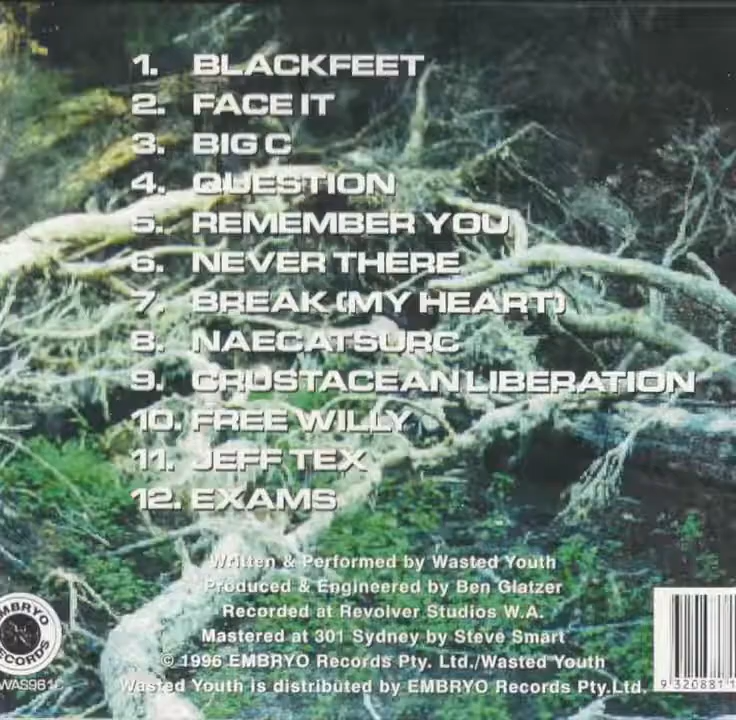 1. BLACKFEET
2. FACE IT
3. BIG C
4. QUESTION
5. REMEMBER YOU
6. NEVER THERE
7. BREAK (MY HEART)
8. NAECATSURC
9. CRUSTACEAN LIBERATION
10. FREE WILLY
11. JEFF TEX
12. EXAMS
Written & Performed by Wasted Youth
Produced & Engineered by Ben Glatzer
Recorded at Revolver Studios W.A.
Mastered at 301 Sydney by Steve Smart
© 1996 EMBRYO Records Pty. Ltd./Wasted Youth
Wasted Youth is distributed by EMBRYO Records Pty.Ltd.
EMBRYO
RECORDS
9 320881 1